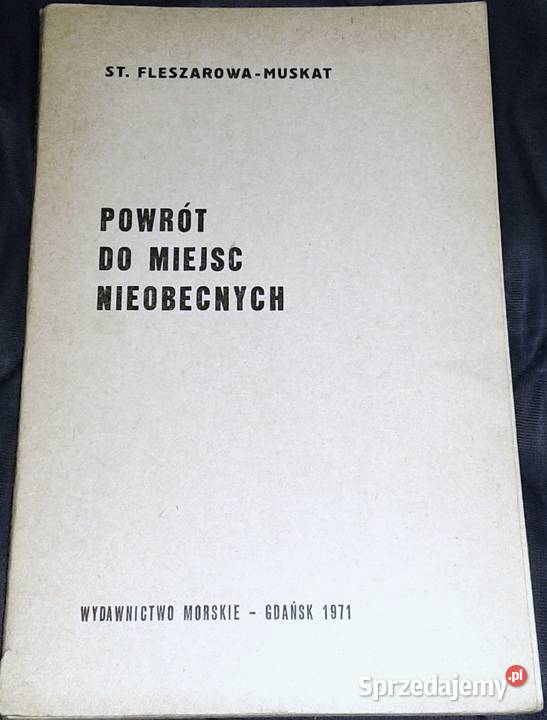 ST. FLESZAROWA-MUSKAT
POWRÓT
DO MIEJSC
NIEOBECNYCH
WYDAWNICTWO MORSKIE – GDAŃSK 1971
Sprzedajemy.pl